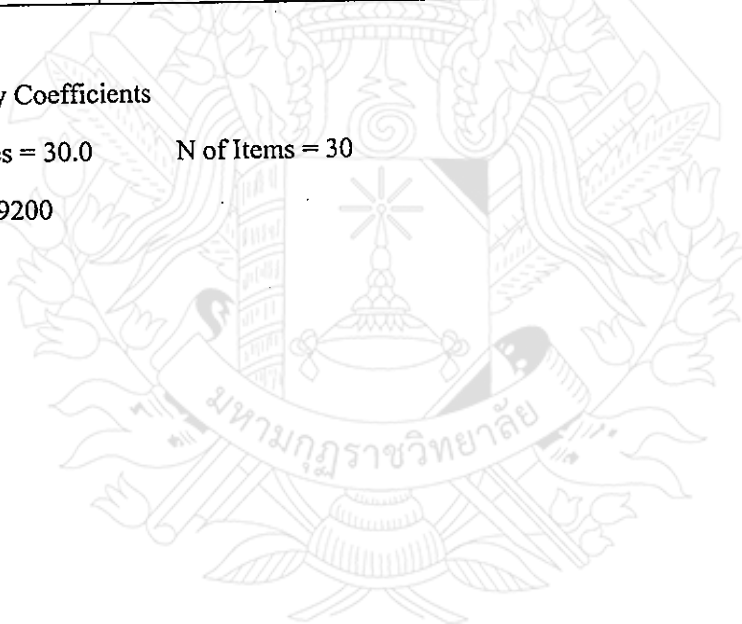 y Coefficients
s = 30.0 N of Items = 30
9200
มหามกุฏราชวิทยาลัย